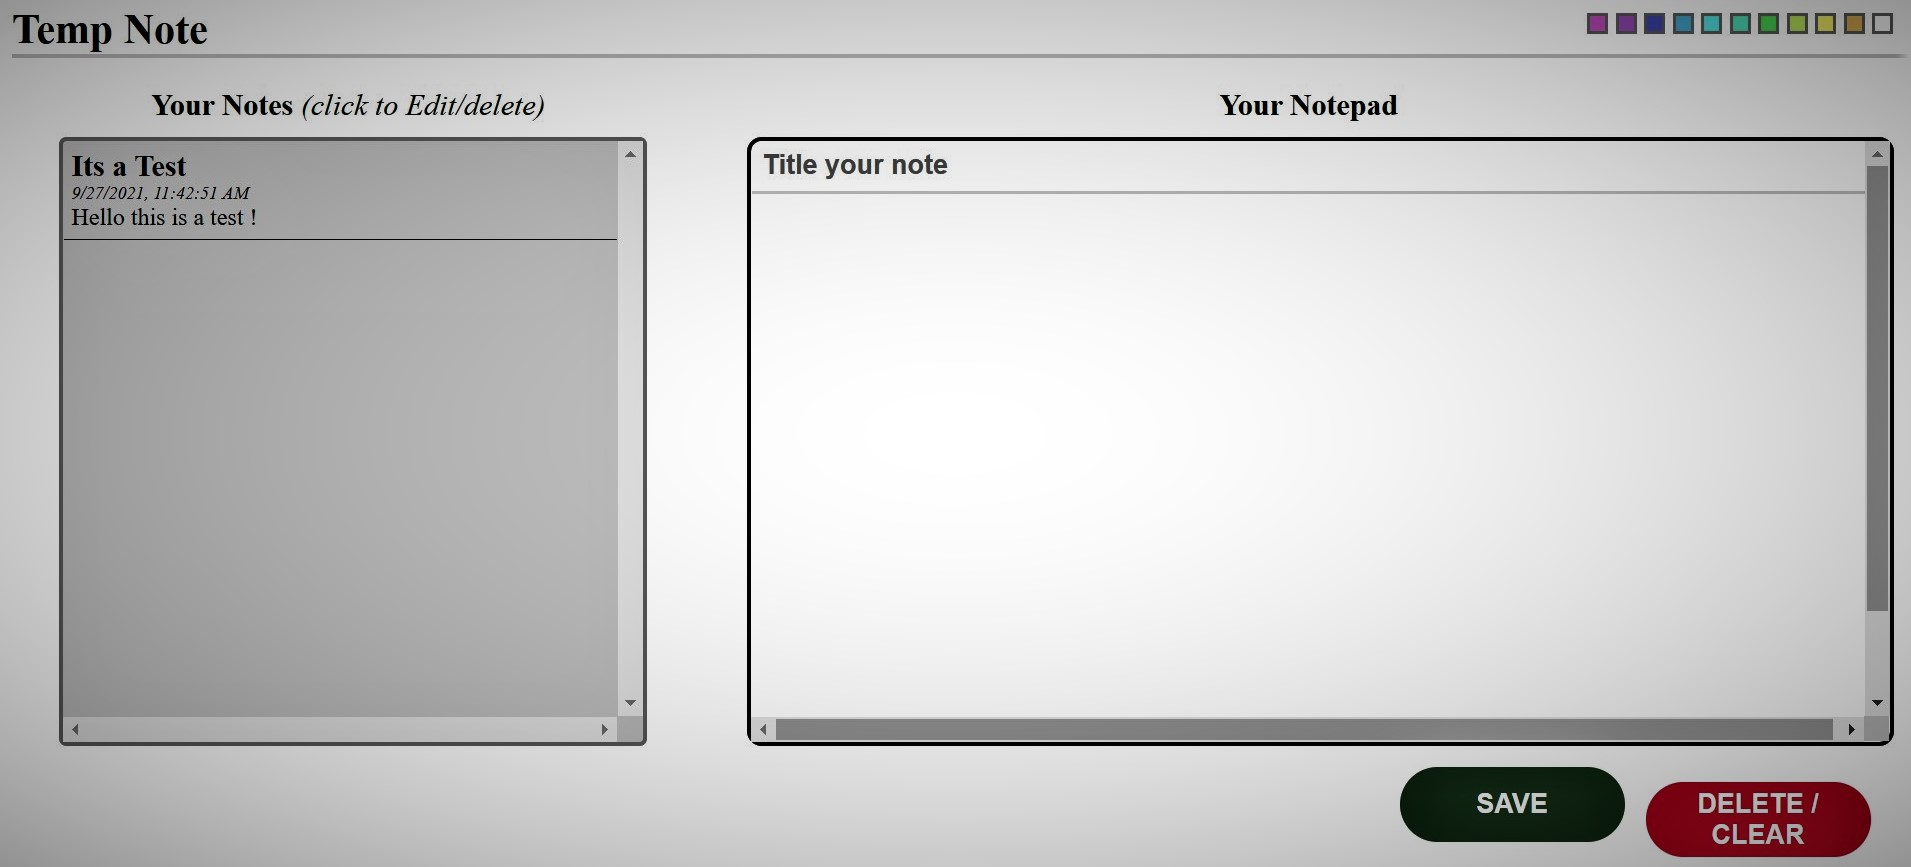 Temp Note
Your Notes (click to Edit/delete)
Its a Test
9/27/2021, 11:42:51 AM
Hello this is a test !
Your Notepad
Title your note
SAVE
DELETE /
CLEAR